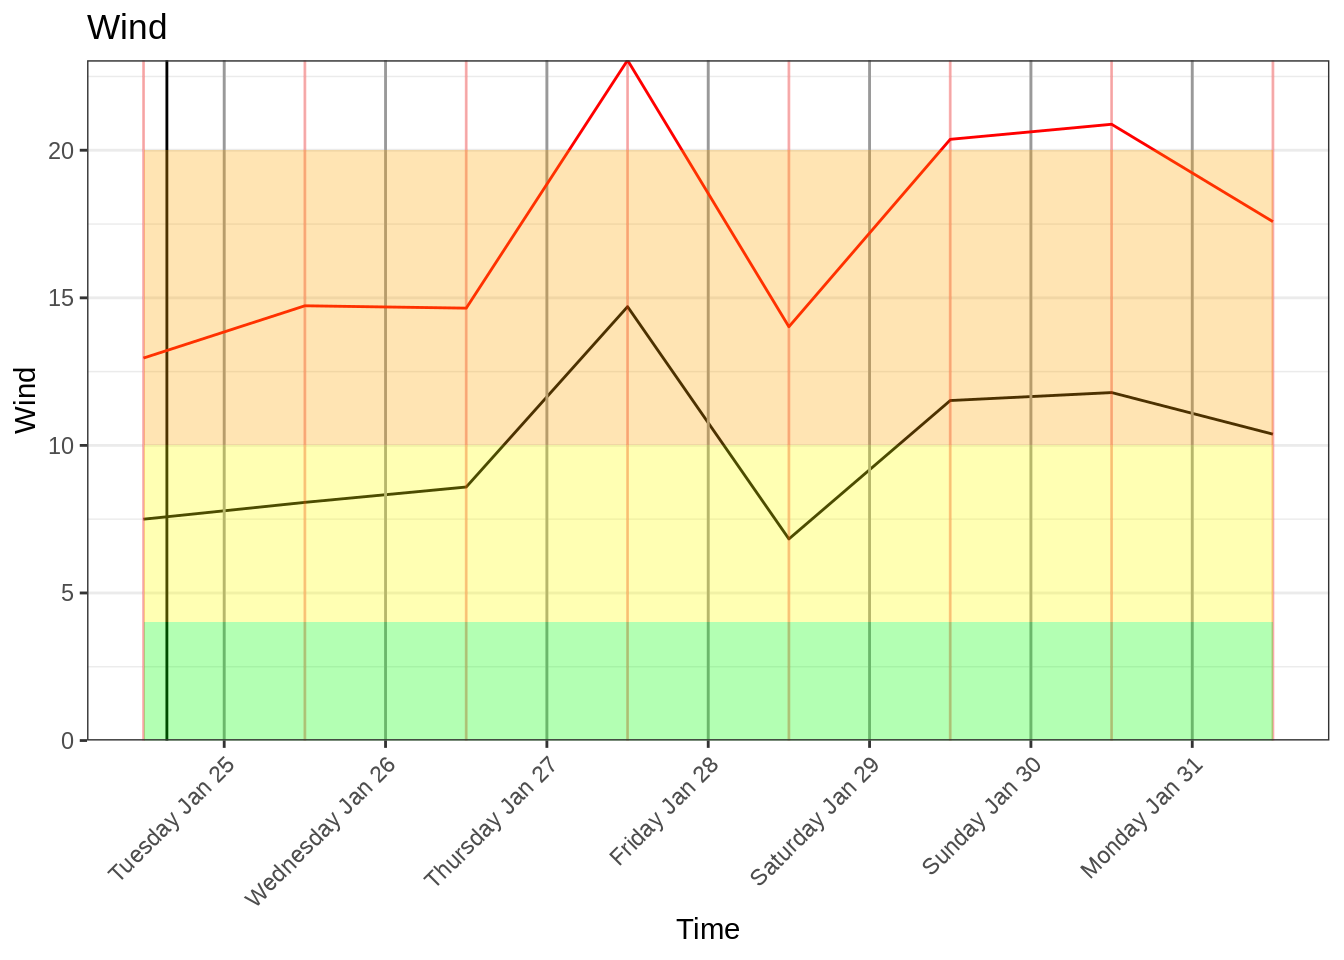 Wind
Wind
20
15
10
5
0
Tuesday Jan 25
Wednesday Jan 26
Thursday Jan 27
Friday Jan 28
Saturday Jan 29
Sunday Jan 30
Monday Jan 31
Time